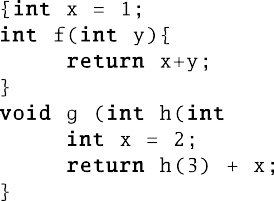 {int x = 1;
int f(int y){
return x+y;
}
void g (int h(int
int x = 2;
return h(3) + x;
}